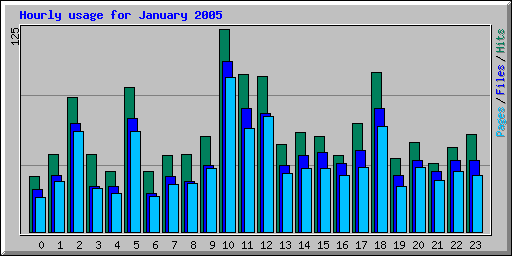 Hourly usage for January 2005
125
Pages/Files/Hits
0 1 2 3 4 5 6 7 8 9 10 11 12 13 14 15 16 17 18 19 20 21 22 23